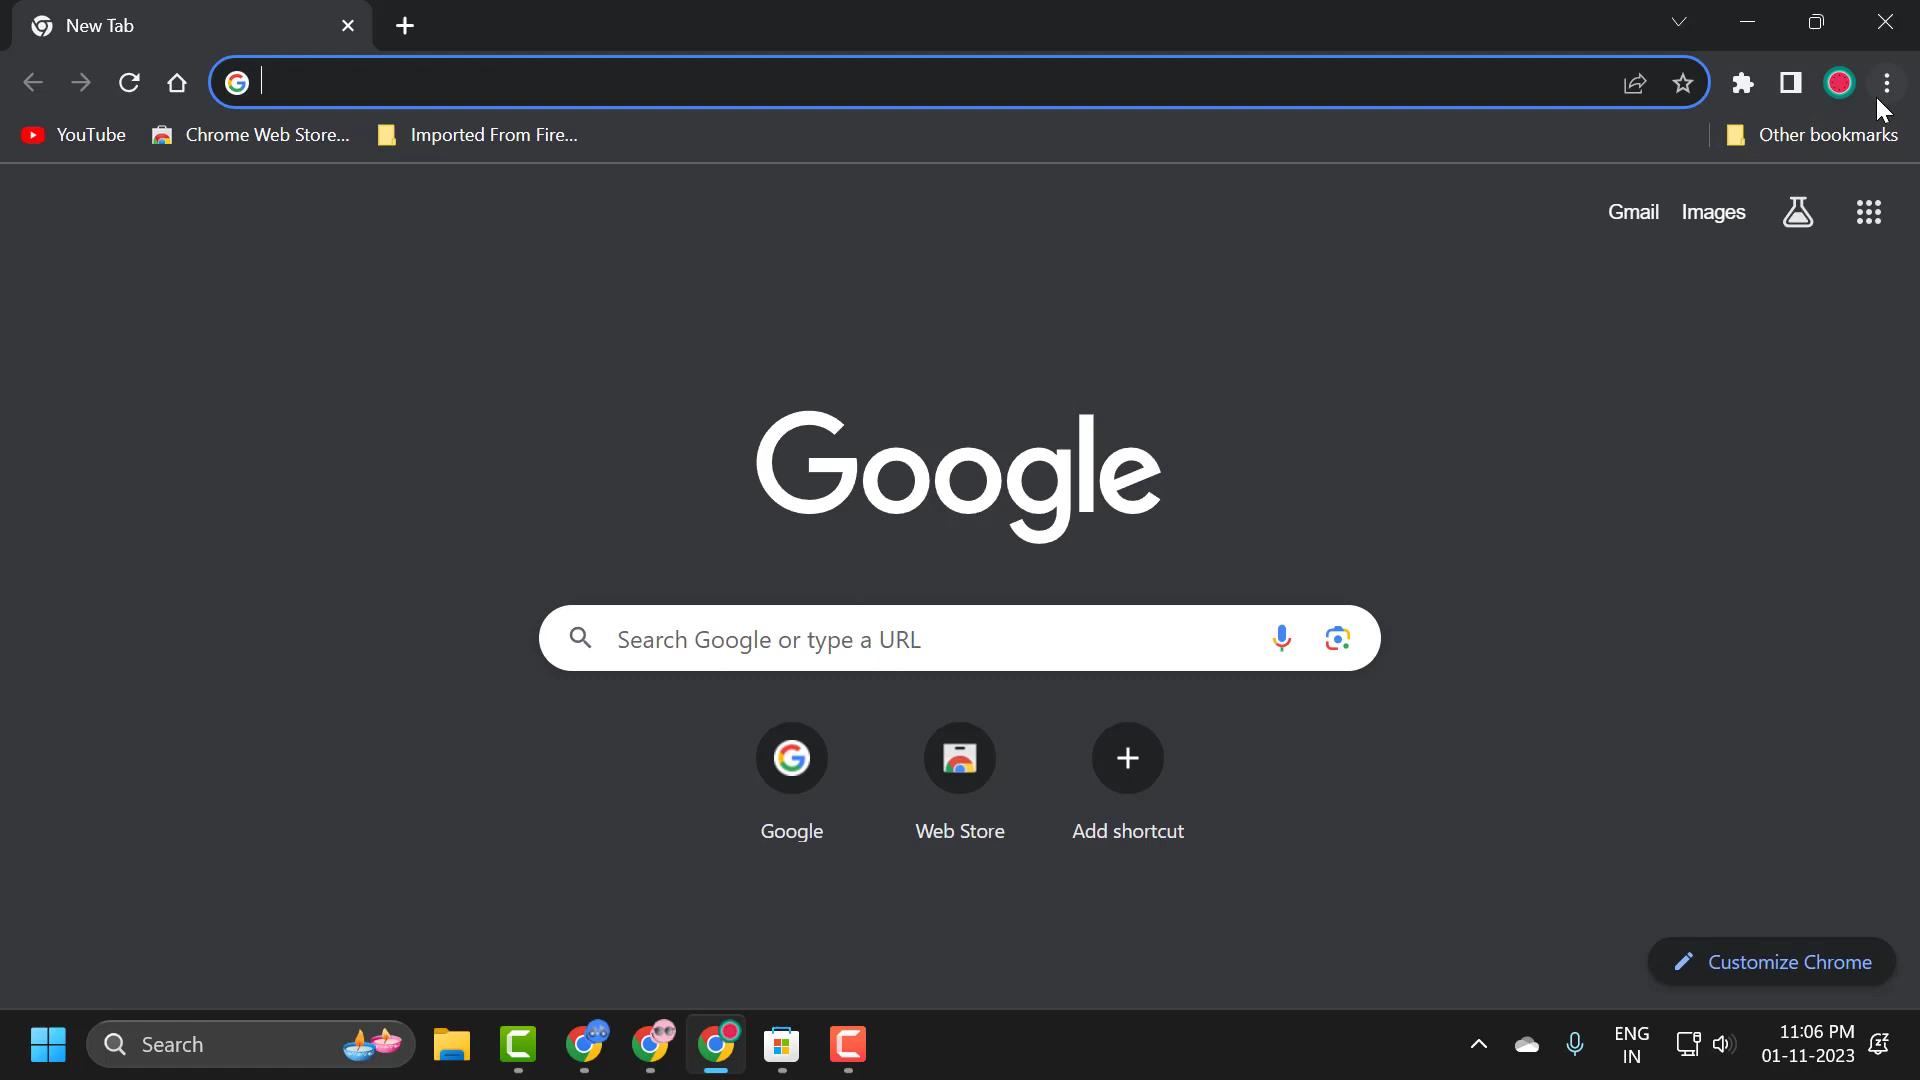 New Tab
YouTube
Chrome Web Store...
Imported From Fire...
Other bookmarks
Gmail Images
Google
Search Google or type a URL
Google
Web Store
Add shortcut
Customize Chrome
Search
ENG
IN
11:06 PM
01-11-2023